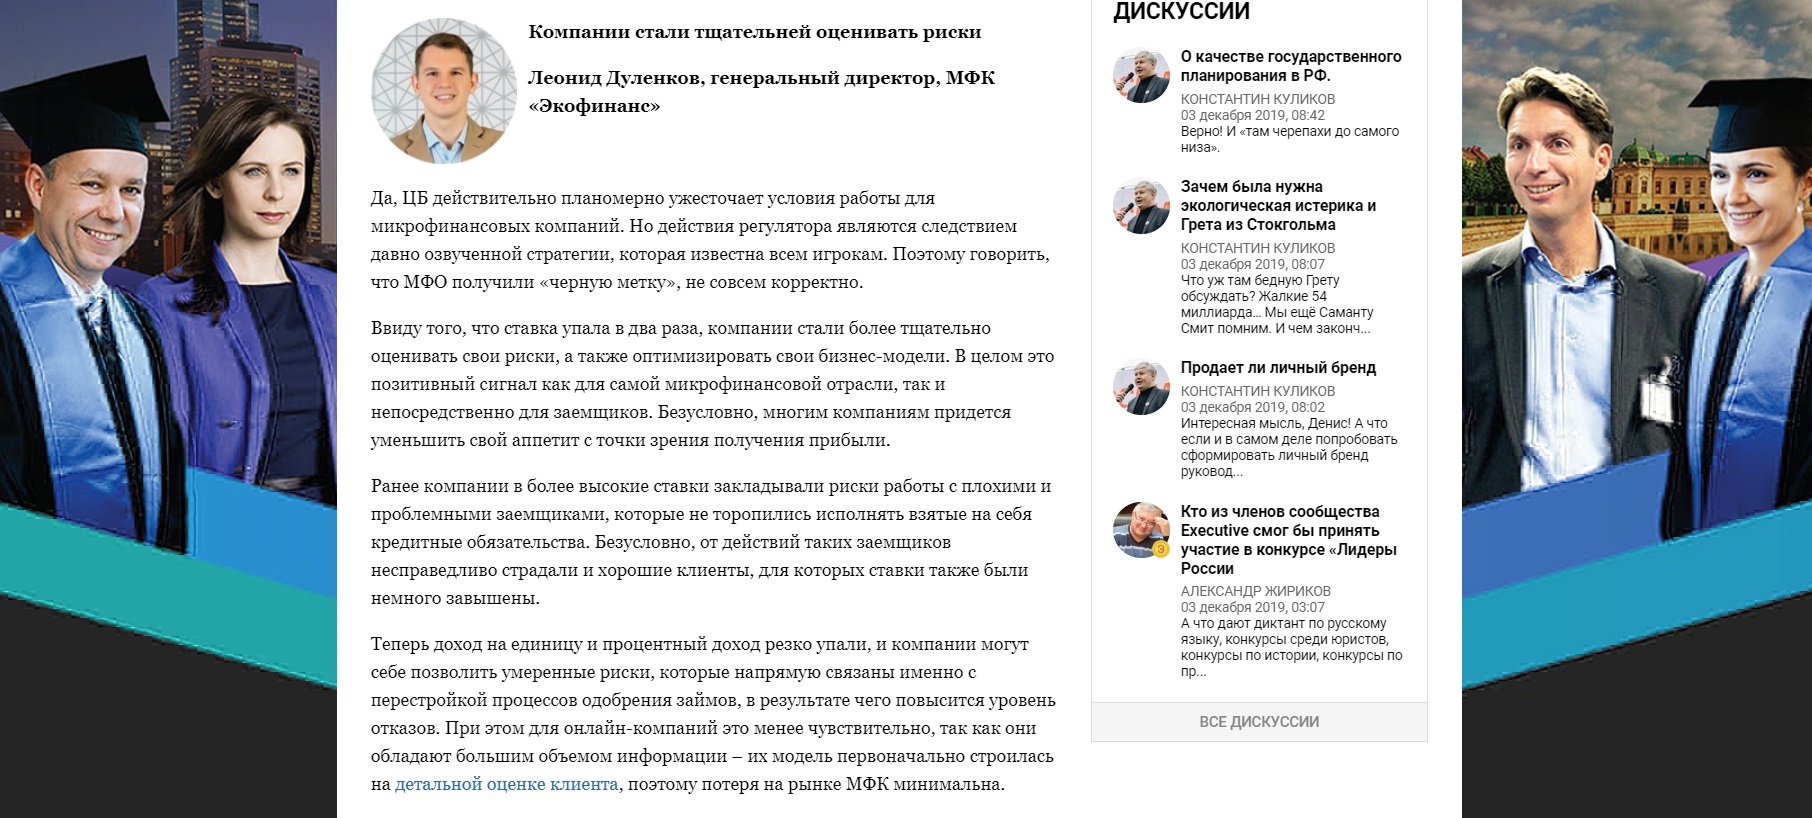 Компании стали тщательней оценивать риски
Леонид Дуленков, генеральный директор, МФК
«Экофинанс»
Да, ЦБ действительно планомерно ужесточает условия работы для
микрофинансовых компаний. Но действия регулятора являются следствием
давно озвученной стратегии, которая известна всем игрокам. Поэтому говорить,
что МФО получили «черную метку», не совсем корректно.
Ввиду того, что ставка упала в два раза, компании стали более тщательно
оценивать свои риски, а также оптимизировать свои бизнес-модели. В целом это
позитивный сигнал как для самой микрофинансовой отрасли, так и
непосредственно для заемщиков. Безусловно, многим компаниям придется
уменьшить свой аппетит с точки зрения получения прибыли.
Ранее компании в более высокие ставки закладывали риски работы с плохими и
проблемными заемщиками, которые не торопились исполнять взятые на себя
кредитные обязательства. Безусловно, от действий таких заемщиков
несправедливо страдали и хорошие клиенты, для которых ставки также были
немного завышены.
Теперь доход на единицу и процентный доход резко упали, и компании могут
себе позволить умеренные риски, которые напрямую связаны именно с
перестройкой процессов одобрения займов, в результате чего повысится уровень
отказов. При этом для онлайн-компаний это менее чувствительно, так как они
обладают большим объемом информации – их модель первоначально строилась
на детальной оценке клиента, поэтому потеря на рынке МФК минимальна.
ДИСКУССИИ
О качестве государственного
планирования в РФ.
КОНСТАНТИН КУЛИКОВ
03 декабря 2019, 08:42
Верно! И «там черепахи до самого
низа».
Зачем была нужна
экологическая истерика и
Грета из Стокгольма
КОНСТАНТИН КУЛИКОВ
03 декабря 2019, 08:07
Что уж там бедную Грету
обсуждать? Жалкие 54
миллиарда... Мы ещё Саманту
Смит помним. И чем законч...
Продает ли личный бренд
КОНСТАНТИН КУЛИКОВ
03 декабря 2019, 08:02
Интересная мысль, Денис! А что
если и в самом деле попробовать
сформировать личный бренд
руковод...
Кто из членов сообщества
Executive смог бы принять
участие в конкурсе «Лидеры
России
АЛЕКСАНДР ЖИРИКОВ
03 декабря 2019, 03:07
А что дают диктант по русскому
языку, конкурсы среди юристов,
конкурсы по истории, конкурсы по
пр...
ВСЕ ДИСКУССИИ